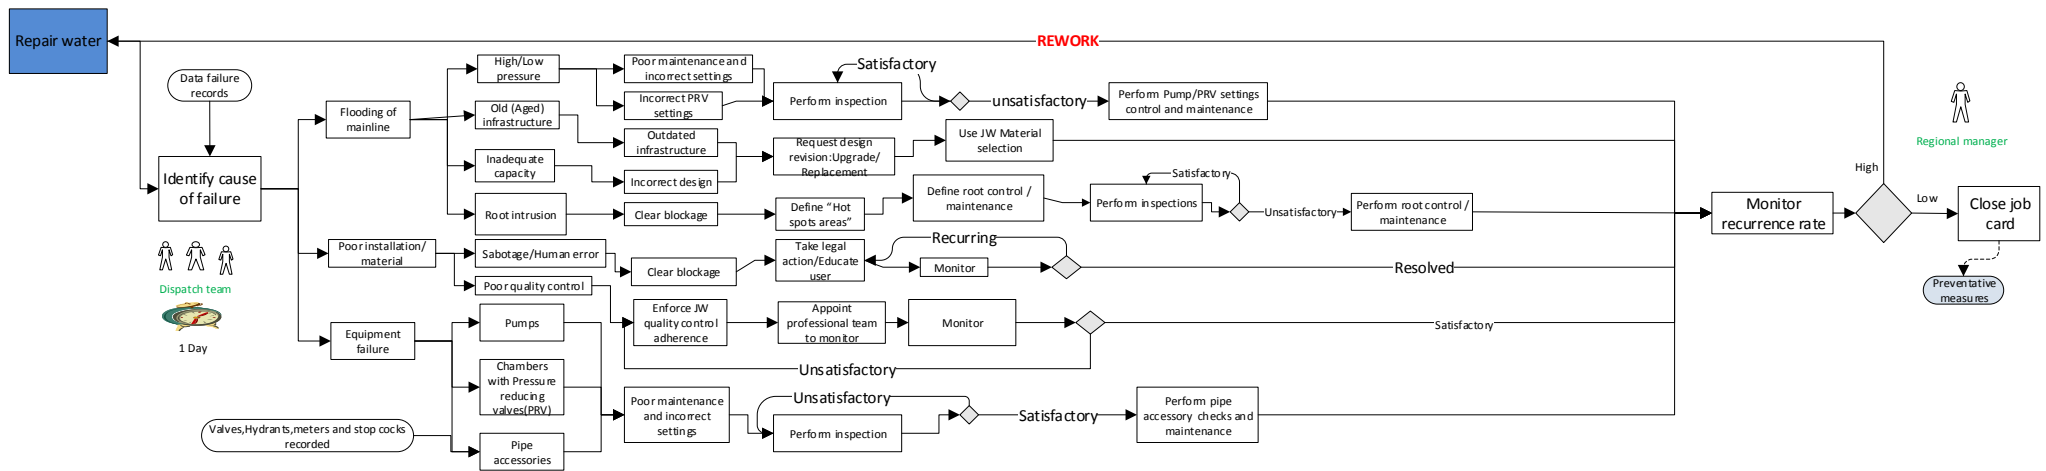 Repair water
REWORK
Data failure
records
Identify cause
of failure
Dispatch team
1 Day
Flooding of
mainline
Poor installation/
material
Equipment
failure
Valves,Hydrants,meters and stop cocks
recorded
High/Low
pressure
Old (Aged)
infrastructure
Inadequate
capacity
Root intrusion
Sabotage/Human error
Poor quality control
Pumps
Chambers
with Pressure
reducing
valves(PRV)
Pipe
accessories
Poor maintenance and
incorrect settings
Incorrect PRV
settings
Outdated
infrastructure
Incorrect design
Clear blockage
Clear blockage
Enforce JW
quality control
adherence
Poor maintenance
and incorrect
settings
Satisfactory
Perform inspection
unsatisfactory
Perform Pump/PRV settings
control and maintenance
Request design
revision:Upgrade/
Replacement
Use JW Material
selection
Define "Hot
spots areas"
Define root control /
maintenance
Satisfactory
Perform inspections
Unsatisfactory
Perform root control /
maintenance
Take legal
action/Educate
user
Recurring
Monitor
Resolved
Appoint
professional team
to monitor
Monitor
Satisfactory
Unsatisfactory
Unsatisfactory
Perform inspection
Satisfactory
Perform pipe
accessory checks and
maintenance
Monitor
recurrence rate
High
Low
Regional manager
Close job
card
Preventative
measures